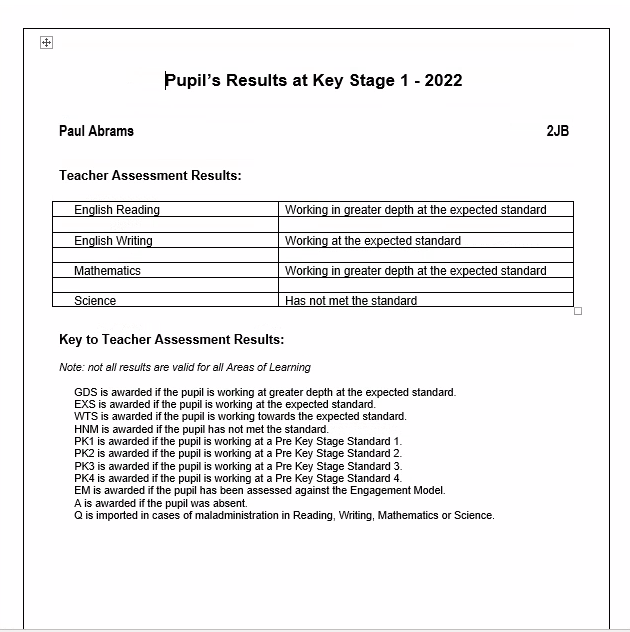 Pupil's Results at Key Stage 1 - 2022
Paul Abrams 2JB
Teacher Assessment Results:
English Reading Working in greater depth at the expected standard
English Writing Working at the expected standard
Mathematics Working in greater depth at the expected standard
Science Has not met the standard
Key to Teacher Assessment Results:
Note: not all results are valid for all Areas of Learning
GDS is awarded if the pupil is working at greater depth at the expected standard.
EXS is awarded if the pupil is working at the expected standard.
WTS is awarded if the pupil is working towards the expected standard.
HNM is awarded if the pupil has not met the standard.
PK1 is awarded if the pupil is working at a Pre Key Stage Standard 1.
PK2 is awarded if the pupil is working at a Pre Key Stage Standard 2.
PK3 is awarded if the pupil is working at a Pre Key Stage Standard 3.
PK4 is awarded if the pupil is working at a Pre Key Stage Standard 4.
EM is awarded if the pupil has been assessed against the Engagement Model.
A is awarded if the pupil was absent.
Q is imported in cases of maladministration in Reading, Writing, Mathematics or Science.